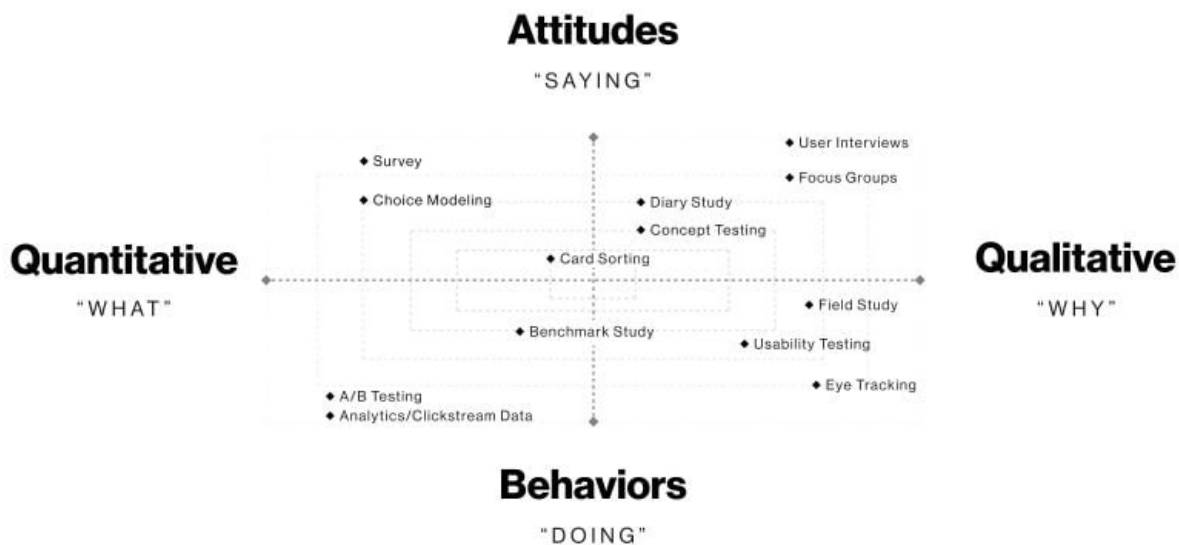 Attitudes
“SAYING”
User Interviews
Survey
Focus Groups
Choice Modeling
Diary Study
Concept Testing
Quantitative
“WHAT”
Card Sorting
Qualitative
“WHY”
Field Study
Benchmark Study
Usability Testing
Eye Tracking
A/B Testing
Analytics/Clickstream Data
Behaviors
“DOING”